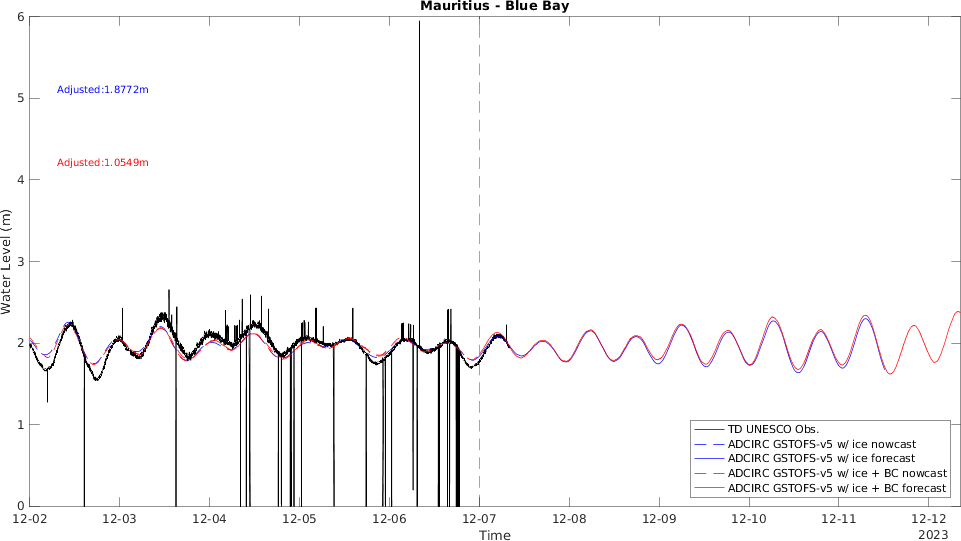 Mauritius - Blue Bay
6
5
4
3
2
1
0
Water Level (m)
Adjusted:1.8772m
Adjusted:1.0549m
TD UNESCO Obs.
ADCIRC GSTOFS-v5 w/ ice nowcast
ADCIRC GSTOFS-v5 w/ ice forecast
ADCIRC GSTOFS-v5 w/ ice + BC nowcast
ADCIRC GSTOFS-v5 w/ ice + BC forecast
12-02 12-03 12-04 12-05 12-06 12-07 12-08 12-09 12-10 12-11 12-12
Time
2023